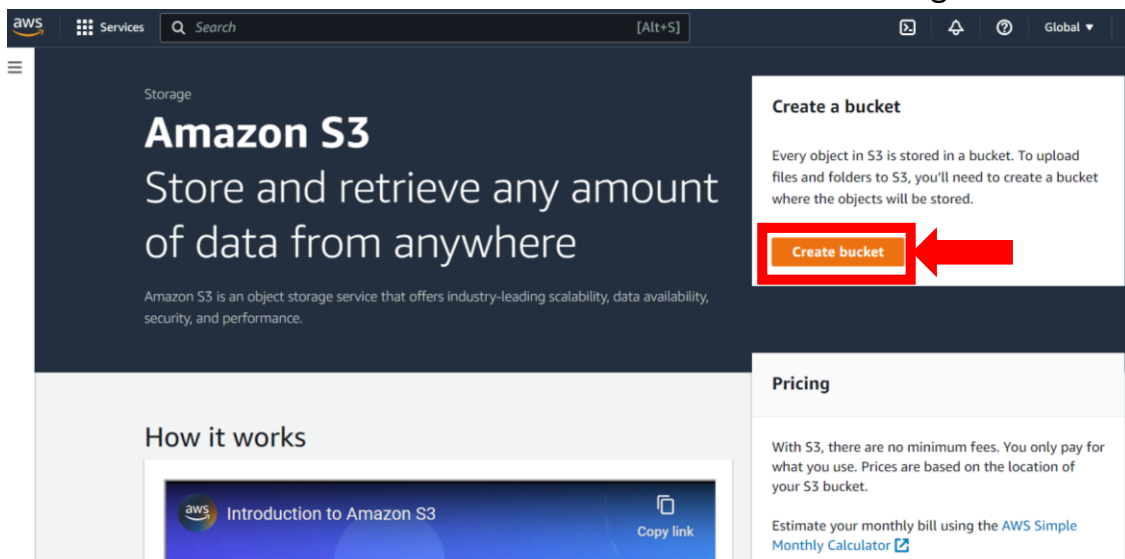 aws
Services
Search
[Alt+S]
Global
Storage
Amazon S3
Store and retrieve any amount
of data from anywhere
Amazon S3 is an object storage service that offers industry-leading scalability, data availability,
security, and performance.
Create a bucket
Every object in S3 is stored in a bucket. To upload
files and folders to S3, you'll need to create a bucket
where the objects will be stored.
Create bucket
Pricing
With S3, there are no minimum fees. You only pay for
what you use. Prices are based on the location of
your S3 bucket.
Estimate your monthly bill using the AWS Simple
Monthly Calculator
How it works
aws
Introduction to Amazon S3
Copy link